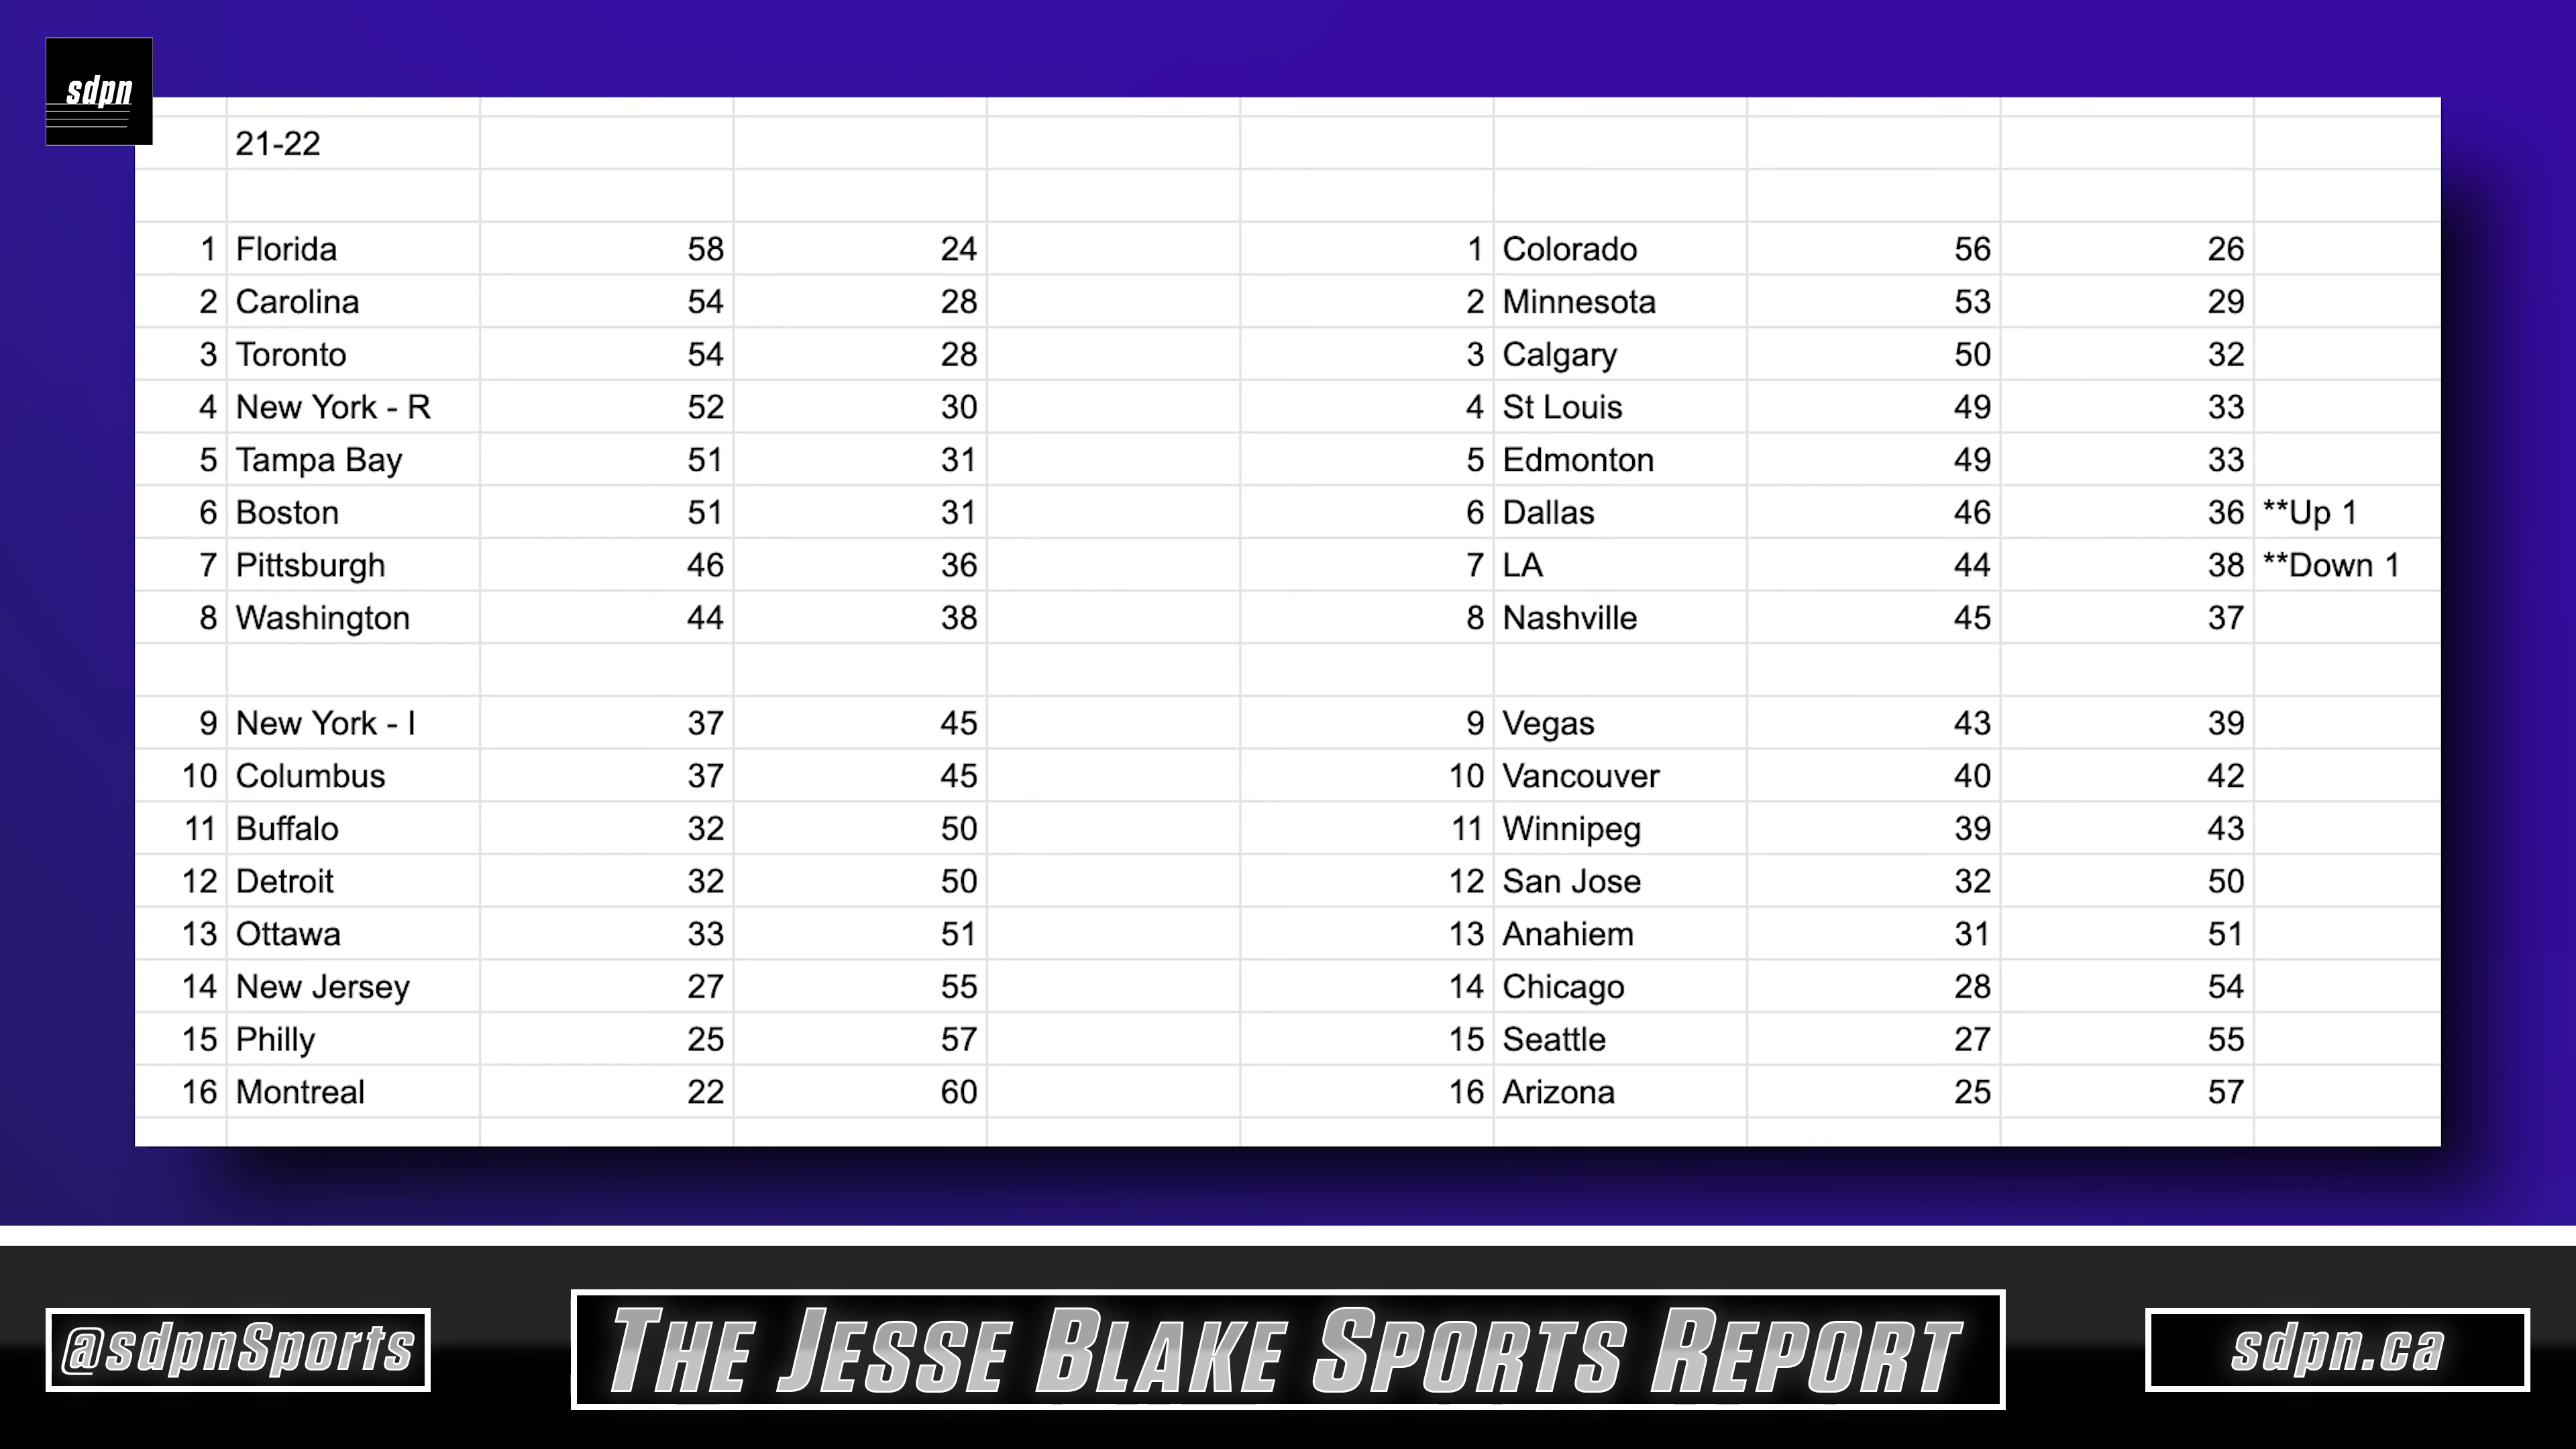 sdpn
21-22
1 Florida 58 24 1 Colorado 56 26
2 Carolina 54 28 2 Minnesota 53 29
3 Toronto 54 28 3 Calgary 50 32
4 New York - R 52 30 4 St Louis 49 33
5 Tampa Bay 51 31 5 Edmonton 49 33
6 Boston 51 31 6 Dallas 46 36 **Up 1
7 Pittsburgh 46 36 7 LA 44 38 **Down 1
8 Washington 44 38 8 Nashville 45 37
9 New York - I 37 45 9 Vegas 43 39
10 Columbus 37 45 10 Vancouver 40 42
11 Buffalo 32 50 11 Winnipeg 39 43
12 Detroit 32 50 12 San Jose 32 50
13 Ottawa 33 51 13 Anahiem 31 51
14 New Jersey 27 55 14 Chicago 28 54
15 Philly 25 57 15 Seattle 27 55
16 Montreal 22 60 16 Arizona 25 57
@sdpnSports THE JESSE BLAKE SPORTS REPORT sdpn.ca